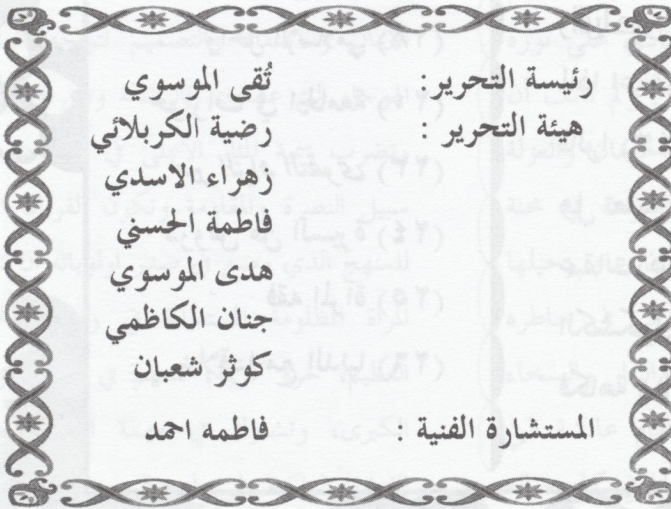 رئيسة التحرير: تُقى الموسوي
هيئة التحرير : رضية الكربلائي
زهراء الاسدي
فاطمة الحسني
هدى الموسوي
جنان الكاظمي
كوثر شعبان
المستشارة الفنية : فاطمه احمد